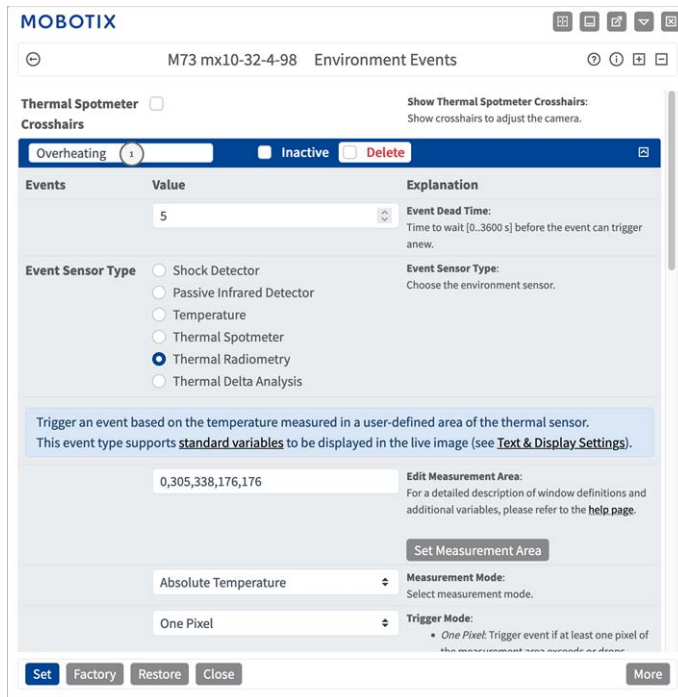 MOBOTIX
M73 mx10-32-4-98 Environment Events
Thermal Spotmeter
Crosshairs
Show Thermal Spotmeter Crosshairs:
Show crosshairs to adjust the camera.
Overheating 1 Inactive Delete
Events Value Explanation
5
Event Dead Time:
Time to wait [0..3600 s] before the event can trigger
anew.
Event Sensor Type
Shock Detector
Passive Infrared Detector
Temperature
Thermal Spotmeter
Thermal Radiometry
Thermal Delta Analysis
Event Sensor Type:
Choose the environment sensor.
Trigger an event based on the temperature measured in a user-defined area of the thermal sensor.
This event type supports standard variables to be displayed in the live image (see Text & Display Settings).
0,305,338,176,176
Edit Measurement Area:
For a detailed description of window definitions and
additional variables, please refer to the help page.
Set Measurement Area
Absolute Temperature
Measurement Mode:
Select measurement mode.
One Pixel
Trigger Mode:
• One Pixel: Trigger event if at least one pixel of
the measurement area exceeds or drops
Set Factory Restore Close More